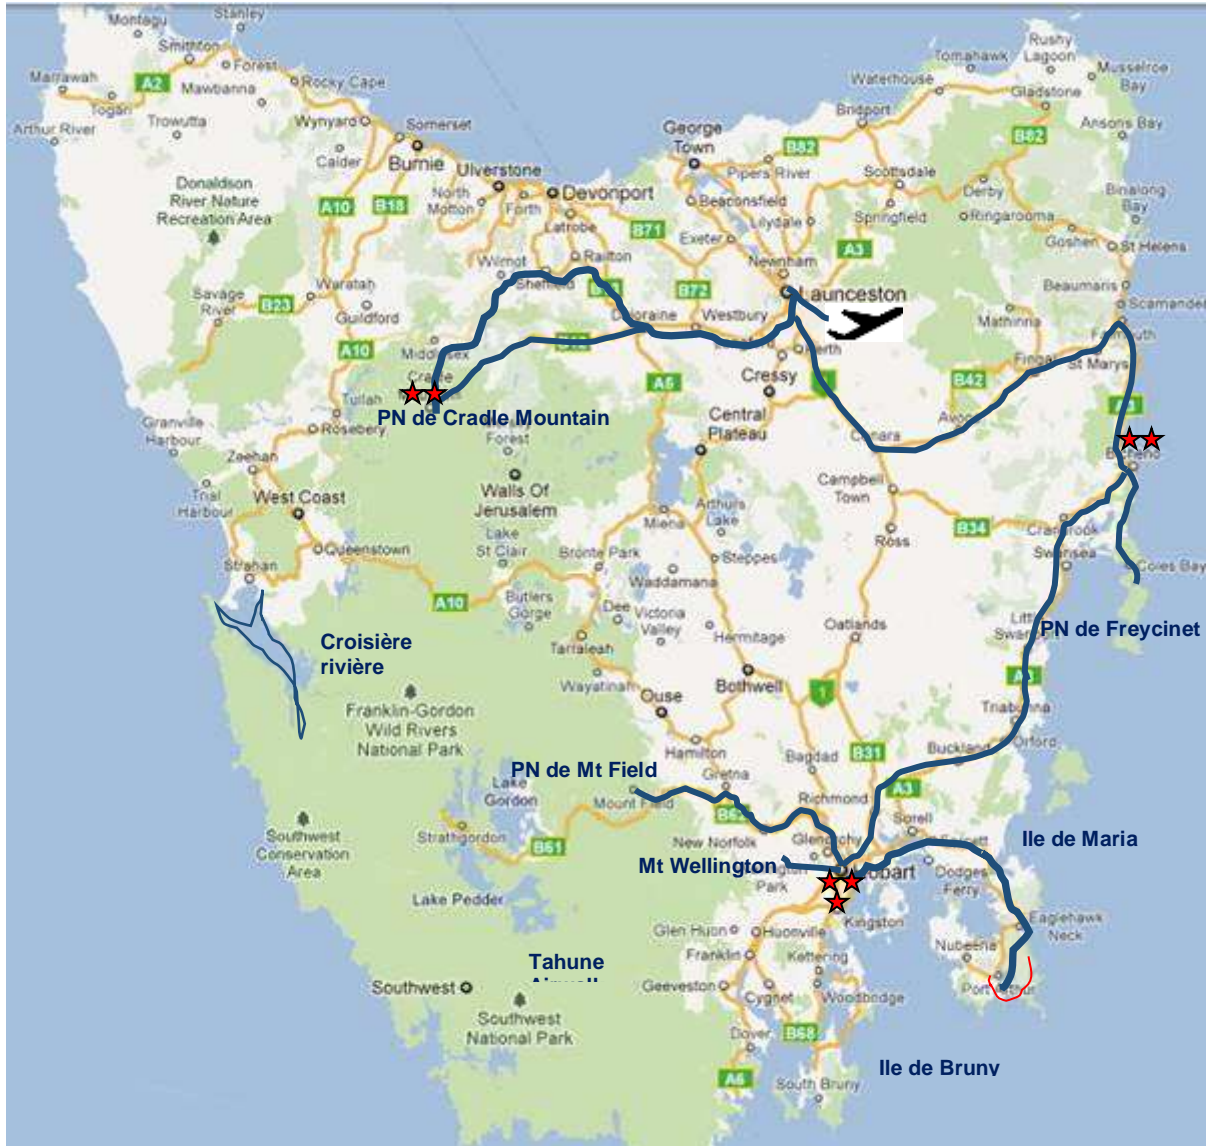 Montagu
Stanley
Smithton
Forest
Marrawah
A2
Togari
Mawbanna
Rocky Cape
Arthur River
Trowutta
Wynyard
Somerset
Burnie
Calder
Ulverstone
Devonport
North
Motton
Forth
Latrobe
Donaldson
River Nature
Recreation Area
A10
B18
B71
Railton
Wilmot
Sheffield
Waratah
Savage
River
B23
Guildford
A10
Middlesex
PN de Cradle Mountain
Tullah
Rosebery
Granville
Harbour
Zeehan
Trial
Harbour
West Coast
Queenstown
Strahan
Forest
Walls Of
Jerusalem
Lake
St Clair
A10
Butlers
Gorge
Bronte Park
Tarraleah
Wayatinah
Dee
Victoria
Valley
Waddamana
Hermitage
Miena
Arthurs
Lake
Steppes
Central
Plateau
A5
Cressy
Perth
Launceston
Newnham
Westbury
B72
Exeter
Beaconsfield
George
Town
B82
Pipers River
Lilydale
A3
Bridport
Waterhouse
Tomahawk
Rushy
Lagoon
Musselroe
Bay
Gladstone
B82
Ansons Bay
Scottsdale
Springfield
Derby
Ringarooma
Binalong
Bay
Goshen
St Helens
Beaumaris
Scamander
Mathinna
Fingal
St Marys
B42
Conara
Campbell
Town
Ross
B34
Cranbrook
Swansea
Bicheno
Coles Bay
PN de Freycinet
Oatlands
Bothwell
1
Ouse
Hamilton
Gretna
Bagdad
B31
Buckland
Triabunna
Orford
A3
Richmond
Sorell
Croisière
rivière
Franklin-Gordon
Wild Rivers
National Park
PN de Mt Field
Mount Field
Lake
Gordon
Strathgordon
B61
B62
New Norfolk
Southwest
Conservation
Area
Lake Pedder
Mt Wellington
Park
Hobart
Kingston
Dodges
Ferry
Ile de Maria
Eaglehawk
Neck
Nubeena
Port Arthur
Glen Huon
Huonville
Franklin
Kettering
Geeveston
Cygnet
Woodbridge
Tahune
Southwest
Southwest
National Park
Dover
B68
A6
South Bruny
Ile de Bruny